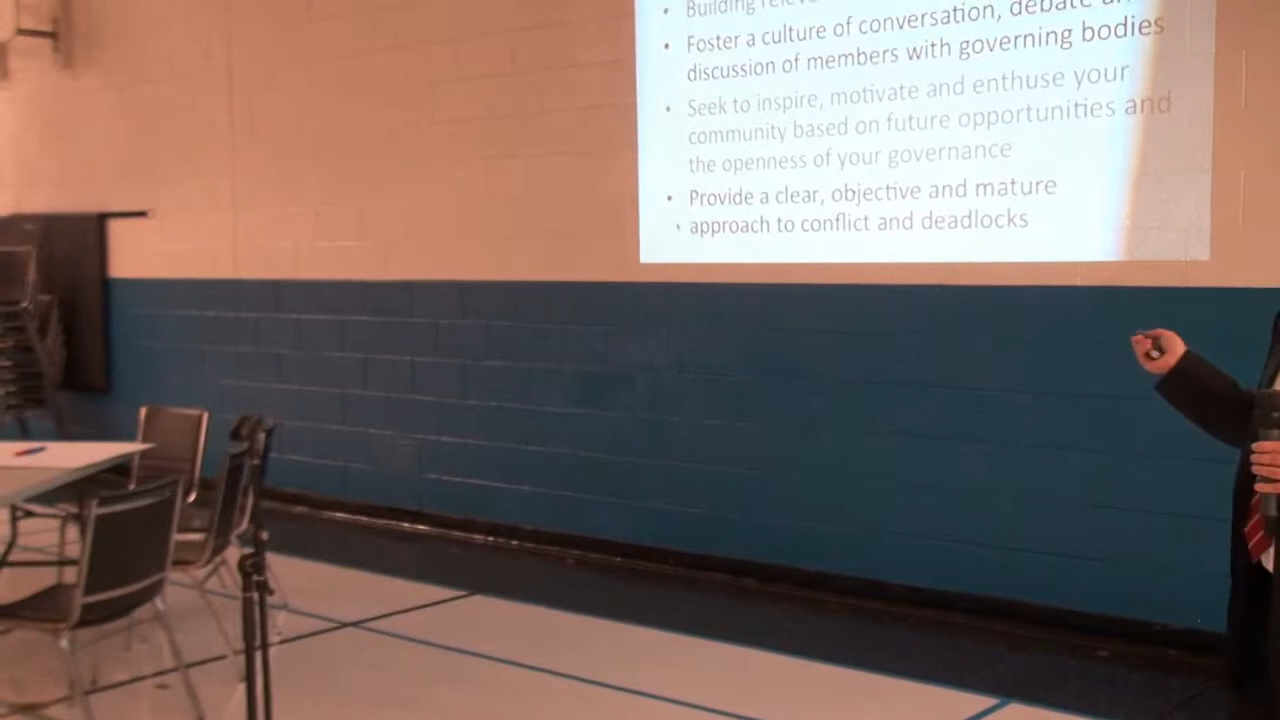 • Building
• Foster a culture of conversation, debate
discussion of members with governing bodies
• Seek to inspire, motivate and enthuse your
community based on future opportunities and
the openness of your governance
• Provide a clear, objective and mature
approach to conflict and deadlocks